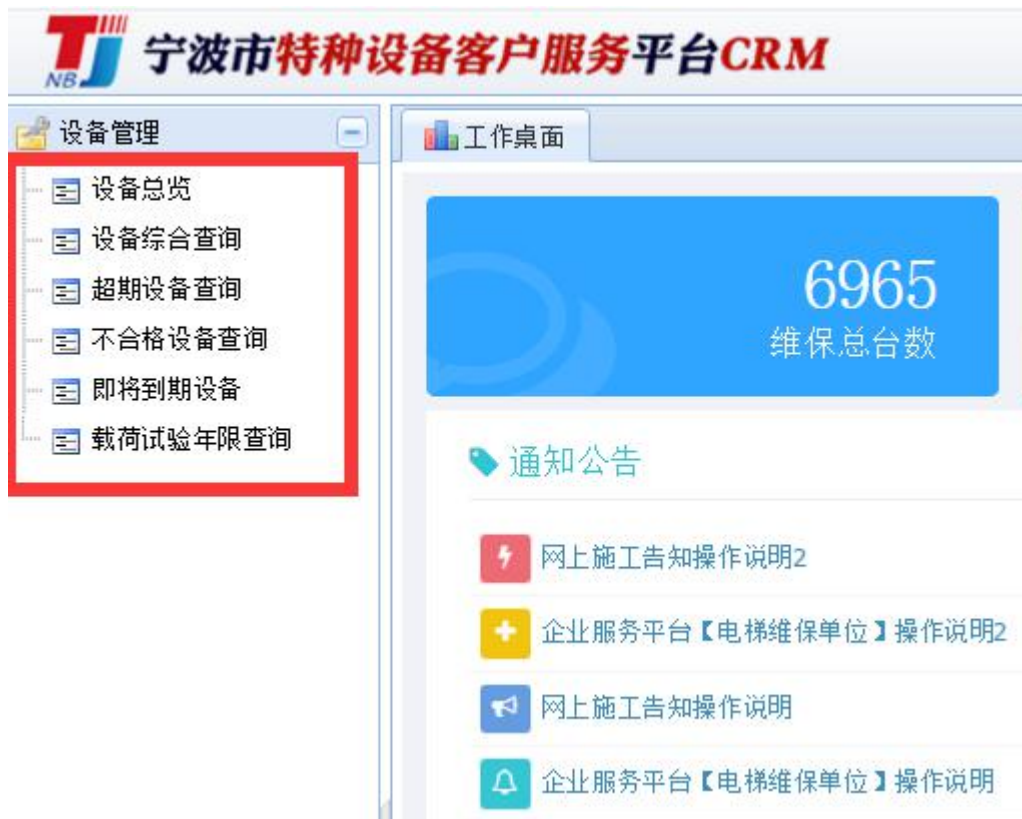 TJ
NB
宁波市特种设备客户服务平台CRM
设备管理
设备总览
设备综合查询
超期设备查询
不合格设备查询
即将到期设备
载荷试验年限查询
工作桌面
6965
维保总台数
通知公告
网上施工告知操作说明2
企业服务平台【电梯维保单位】操作说明2
网上施工告知操作说明
企业服务平台【电梯维保单位】操作说明